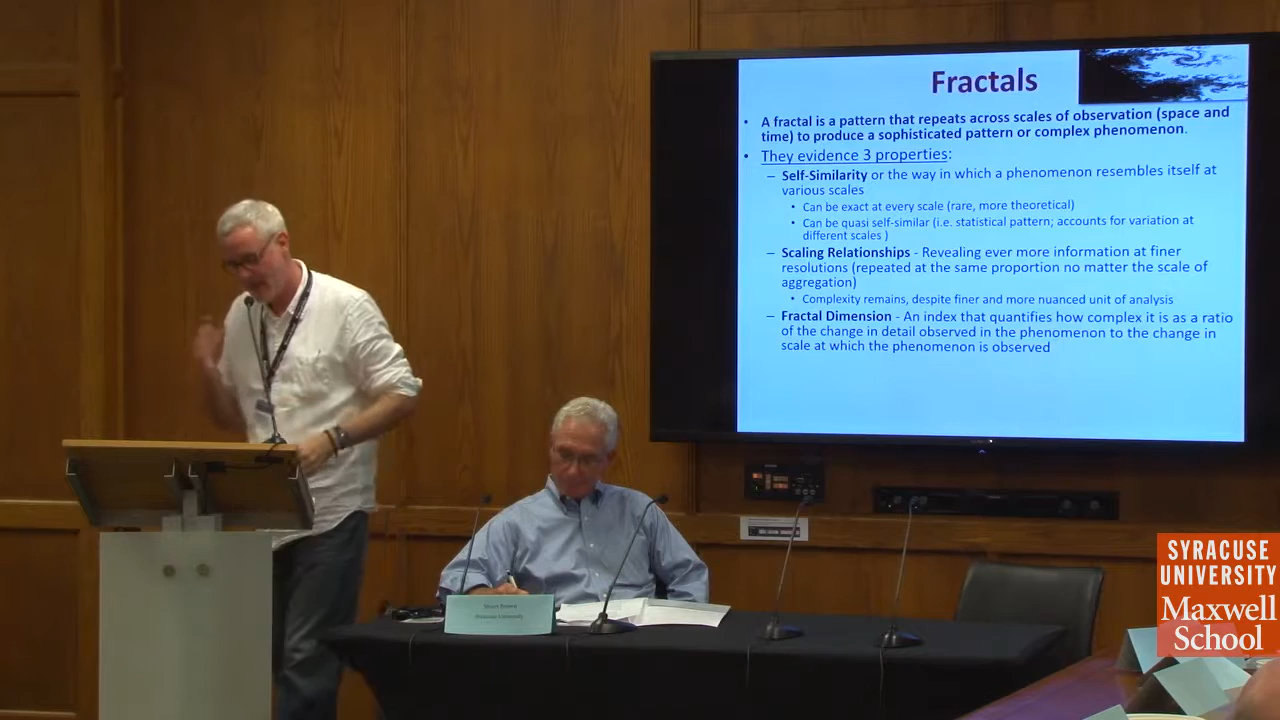 Fractals
• A fractal is a pattern that repeats across scales of observation (space and
time) to produce a sophisticated pattern or complex phenomenon.
• They evidence 3 properties:
– Self-Similarity or the way in which a phenomenon resembles itself at
various scales
• Can be exact at every scale (rare, more theoretical)
• Can be quasi self-similar (i.e. statistical pattern; accounts for variation at
different scales )
– Scaling Relationships - Revealing ever more information at finer
resolutions (repeated at the same proportion no matter the scale of
aggregation)
• Complexity remains, despite finer and more nuanced unit of analysis
– Fractal Dimension - An index that quantifies how complex it is as a ratio
of the change in detail observed in the phenomenon to the change in
scale at which the phenomenon is observed
University
SYRACUSE
UNIVERSITY
Maxwell
School